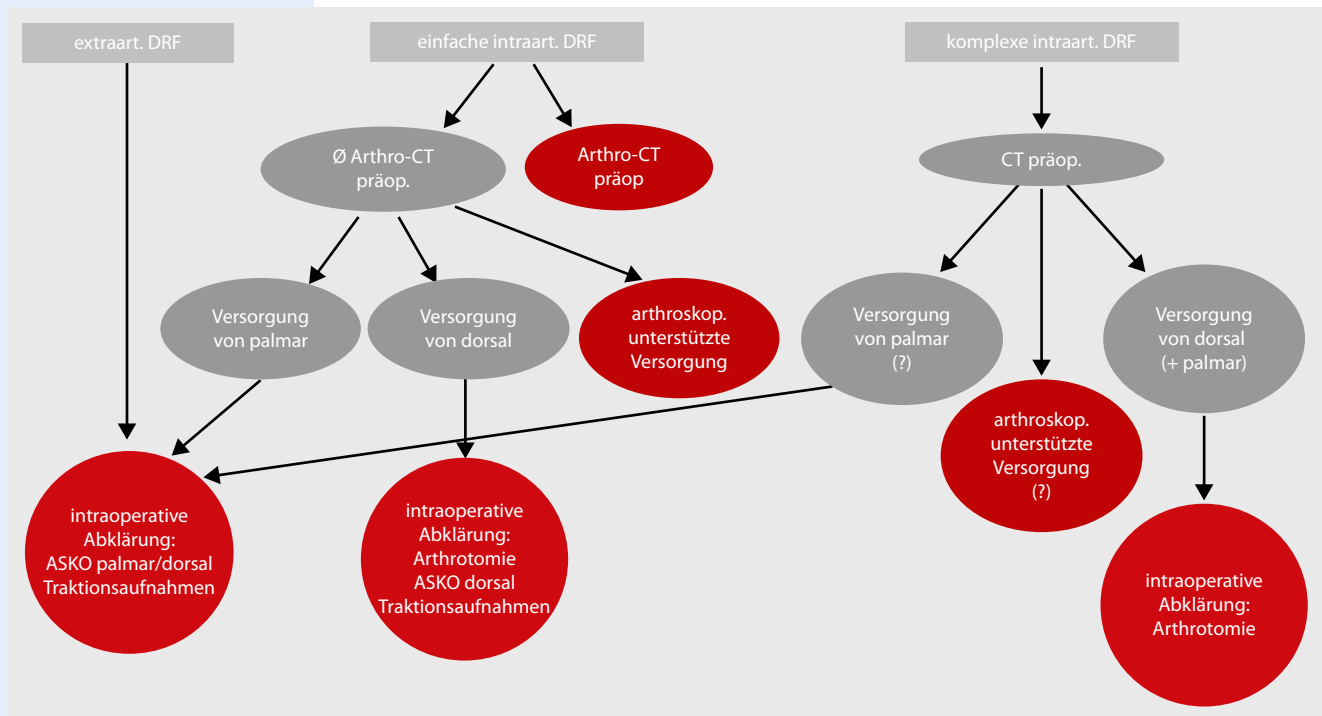 extraart. DRF
einfache intraart. DRF
komplexe intraart. DRF
Ø Arthro-CT
präop.
Arthro-CT
präop
CT präop.
Versorgung
von palmar
Versorgung
von dorsal
arthroskop.
unterstützte
Versorgung
Versorgung
von palmar
(?)
arthroskop.
unterstützte
Versorgung
(?)
Versorgung
von dorsal
(+ palmar)
intraoperative
Abklärung:
ASKO palmar/dorsal
Traktionsaufnahmen
intraoperative
Abklärung:
Arthrotomie
ASKO dorsal
Traktionsaufnahmen
intraoperative
Abklärung:
Arthrotomie